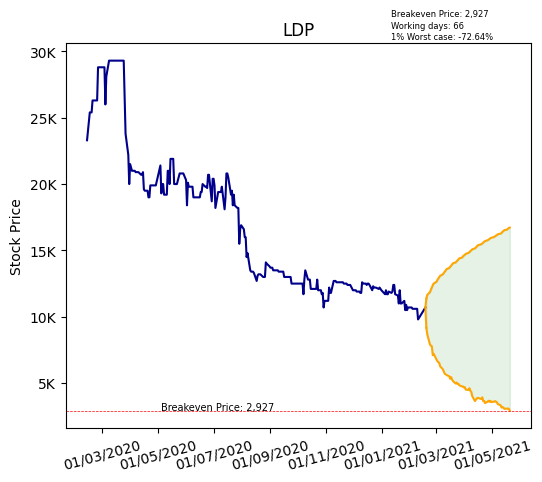 Breakeven Price: 2,927
Working days: 66
1% Worst case: -72.64%
LDP
Stock Price
30K
25K
20K
15K
10K
5K
Breakeven Price: 2,927
01/03/2020
01/05/2020
01/07/2020
01/09/2020
01/11/2020
01/01/2021
01/03/2021
01/05/2021